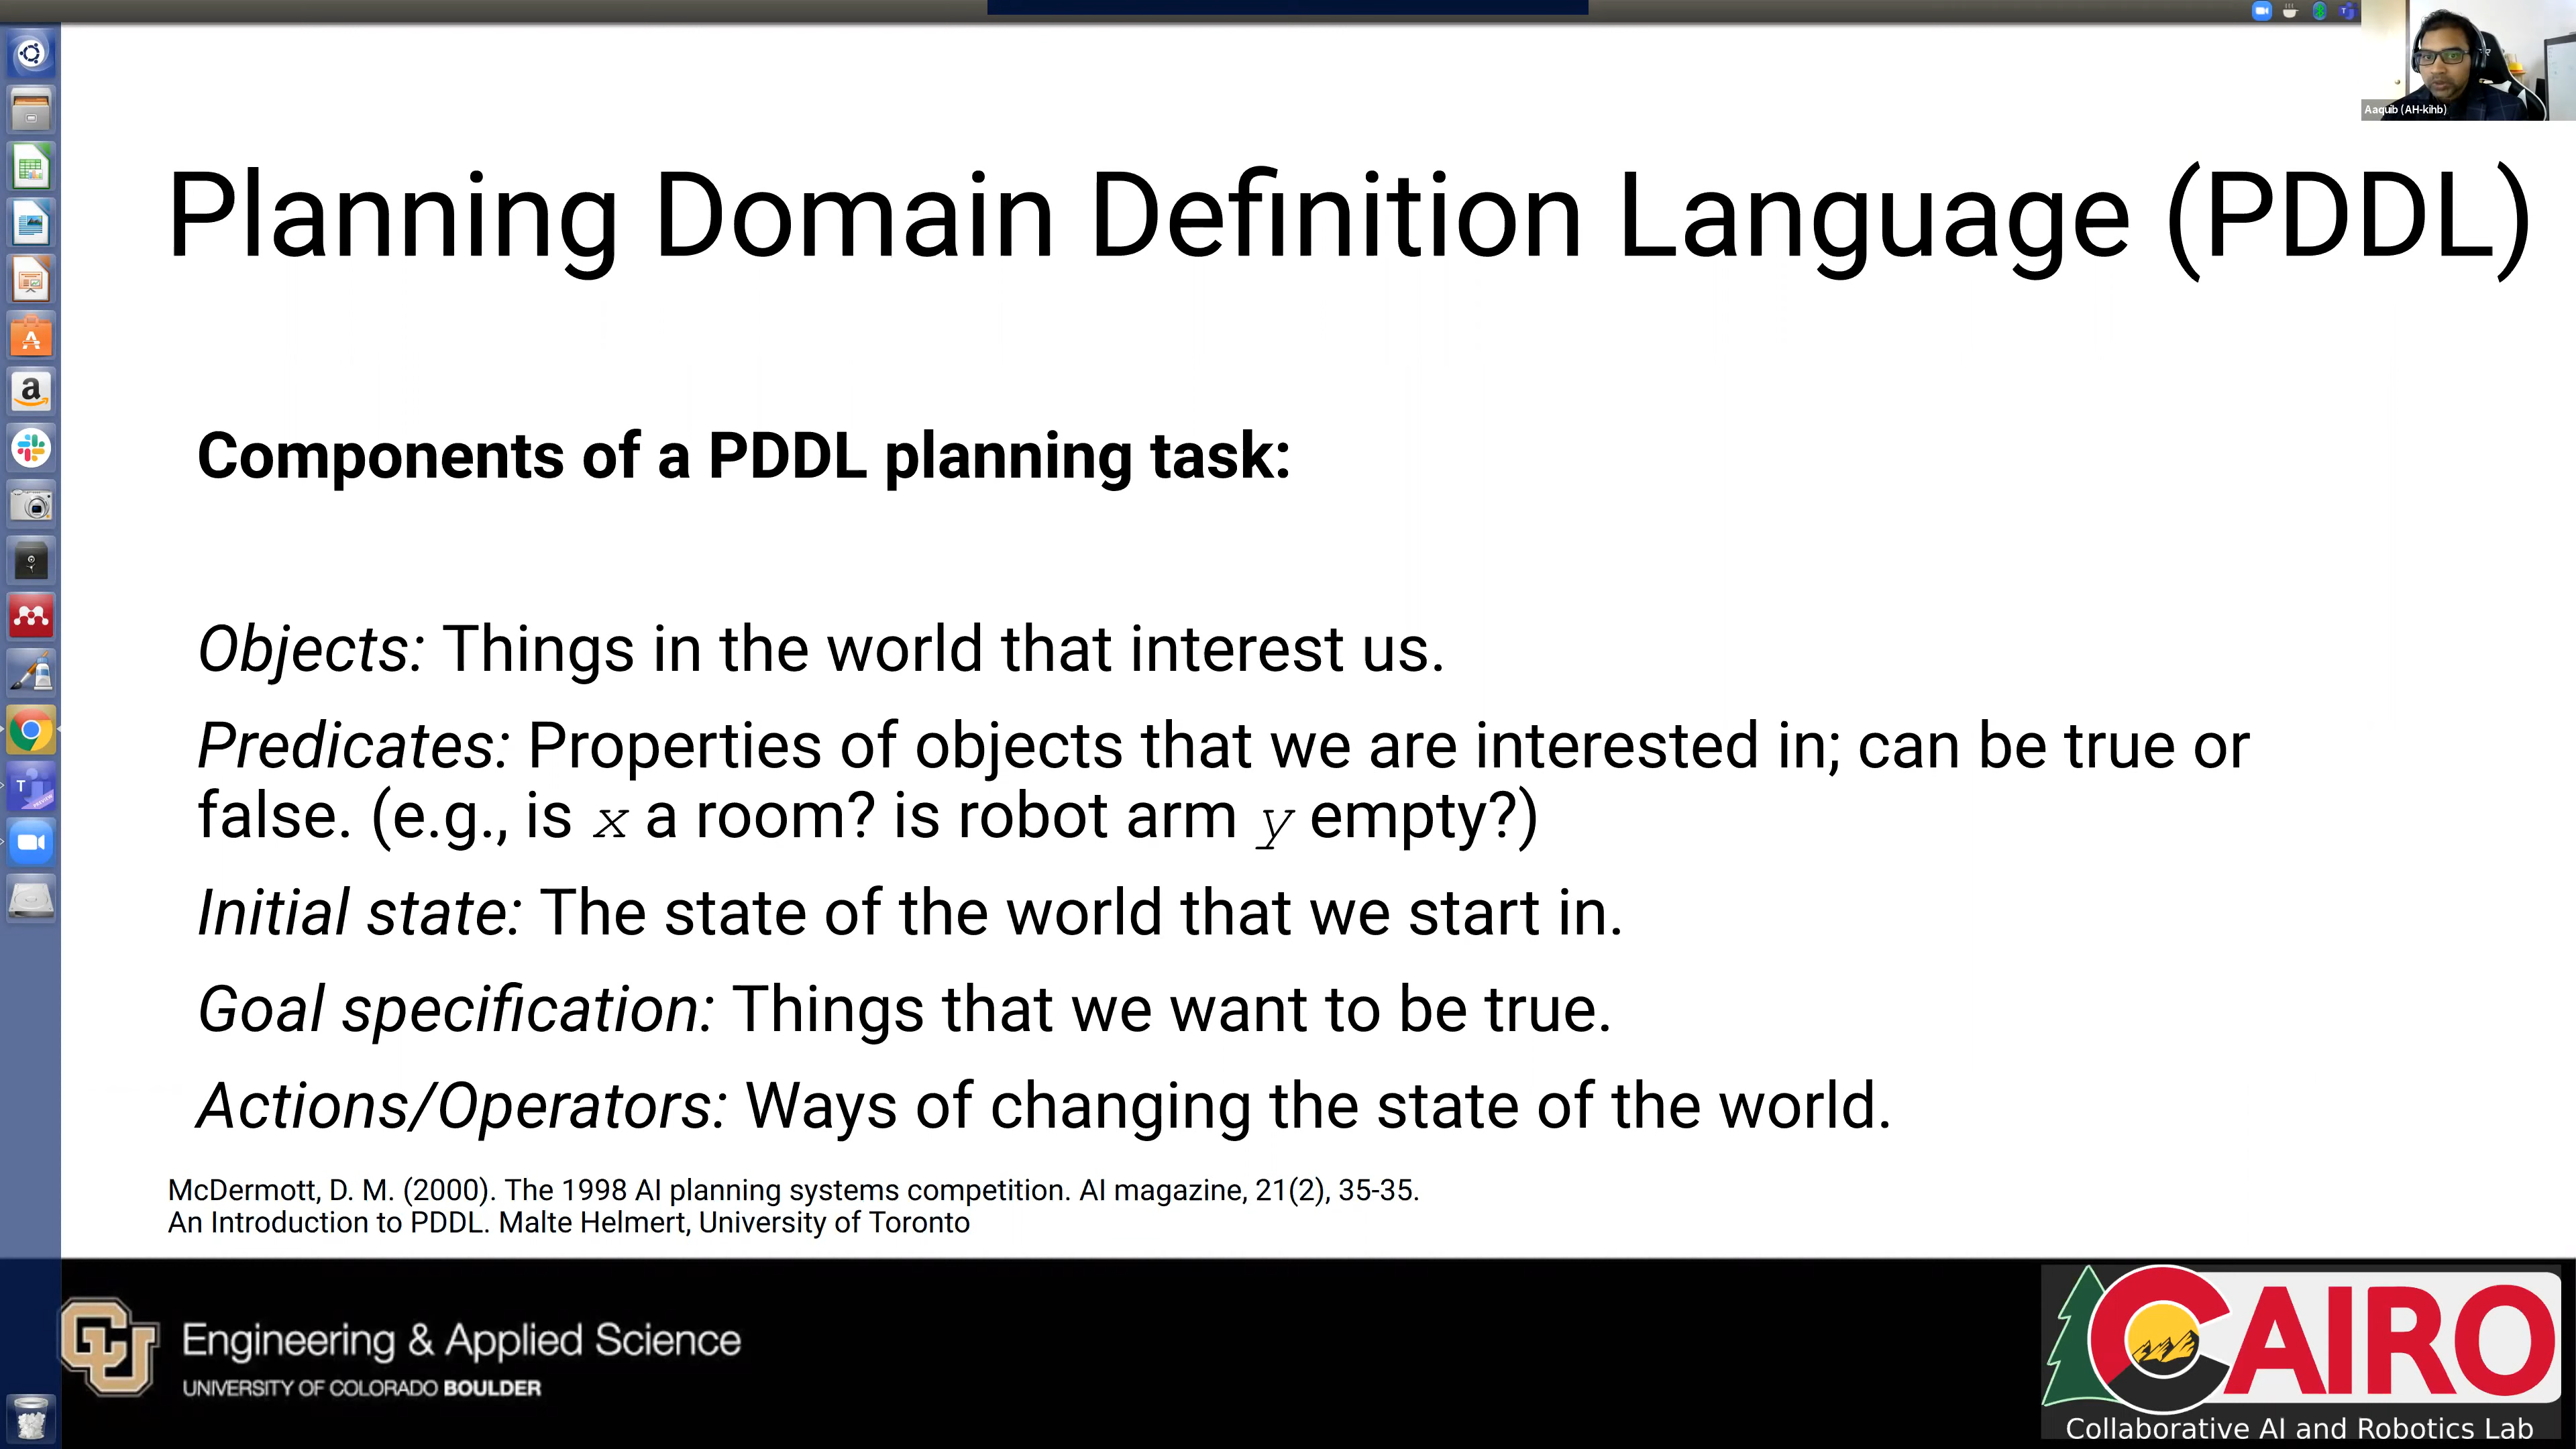 Aaquib (AH-kihb)
Planning Domain Definition Language (PDDL)
Components of a PDDL planning task:
Objects: Things in the world that interest us.
Predicates: Properties of objects that we are interested in; can be true or
false. (e.g., is x a room? is robot arm y empty?)
Initial state: The state of the world that we start in.
Goal specification: Things that we want to be true.
Actions/Operators: Ways of changing the state of the world.
McDermott, D. M. (2000). The 1998 AI planning systems competition. AI magazine, 21(2), 35-35.
An Introduction to PDDL. Malte Helmert, University of Toronto
CU
Engineering & Applied Science
UNIVERSITY OF COLORADO BOULDER
CAIRO
Collaborative AI and Robotics Lab